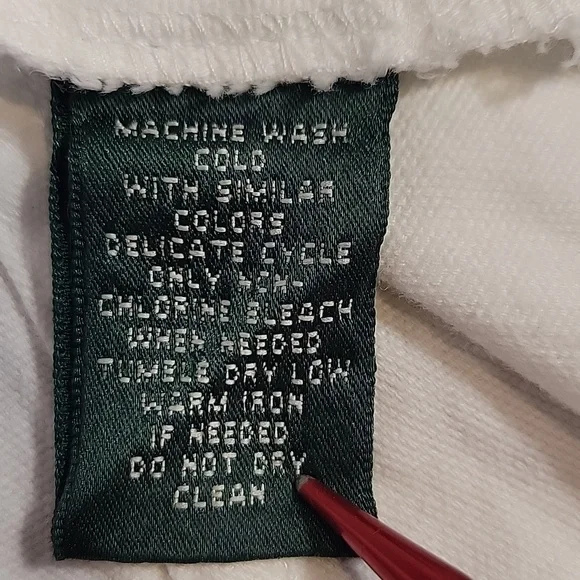 MACHINE WASH
COLD
WITH SIMILAR
COLORS
DELICATE CYCLE
ONLY
CHLORINE BLEACH
WHEN NEEDED
TUMBLE DRY LOW
WARM IRON
IF NEEDED
DO NOT DRY
CLEAN